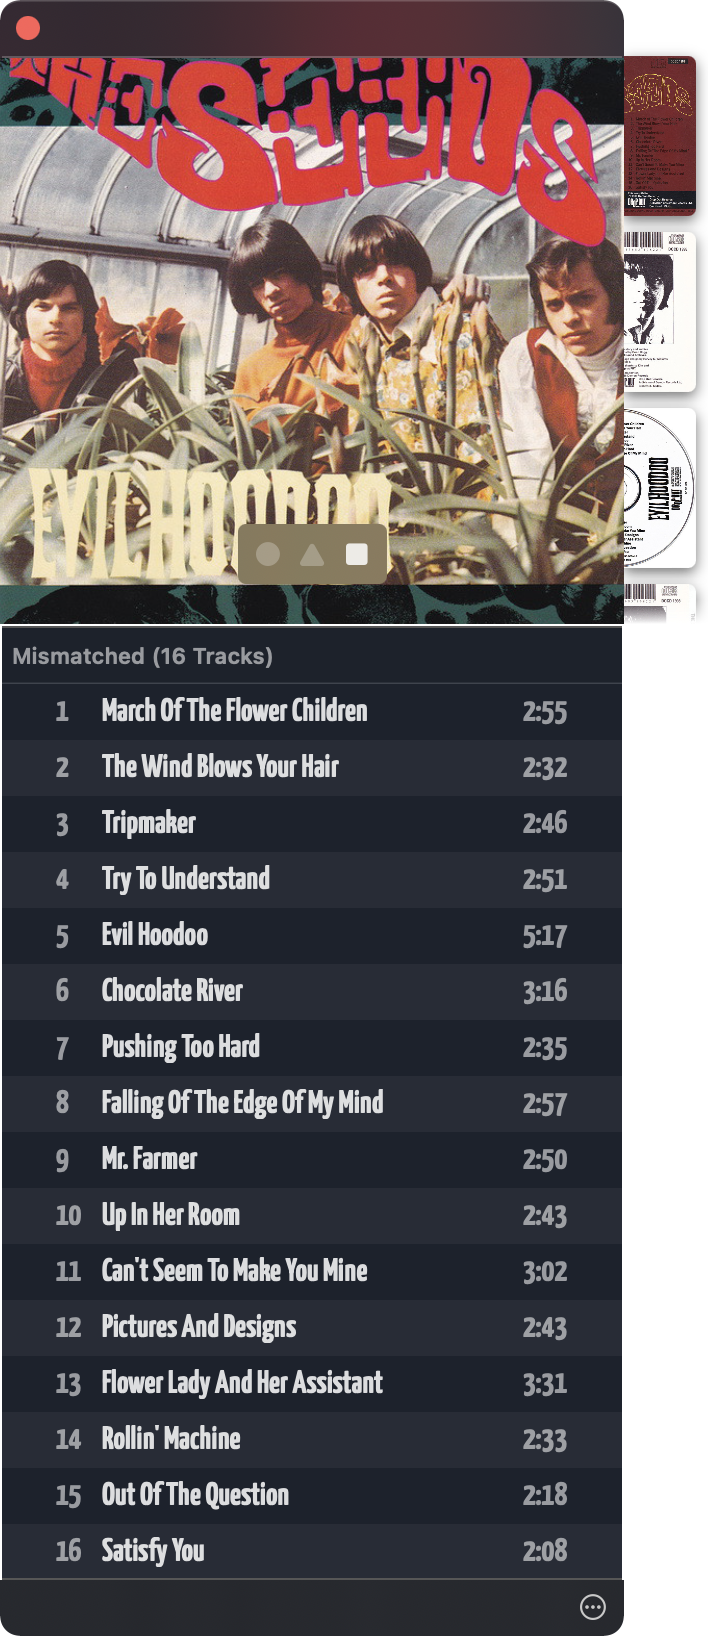 THE SEEDS
EVIL HOODOO
Mismatched (16 Tracks)
1 March Of The Flower Children 2:55
2 The Wind Blows Your Hair 2:32
3 Tripmaker 2:46
4 Try To Understand 2:51
5 Evil Hoodoo 5:17
6 Chocolate River 3:16
7 Pushing Too Hard 2:35
8 Falling Of The Edge Of My Mind 2:57
9 Mr. Farmer 2:50
10 Up In Her Room 2:43
11 Can't Seem To Make You Mine 3:02
12 Pictures And Designs 2:43
13 Flower Lady And Her Assistant 3:31
14 Rollin' Machine 2:33
15 Out Of The Question 2:18
16 Satisfy You 2:08
EVIL HOODOO